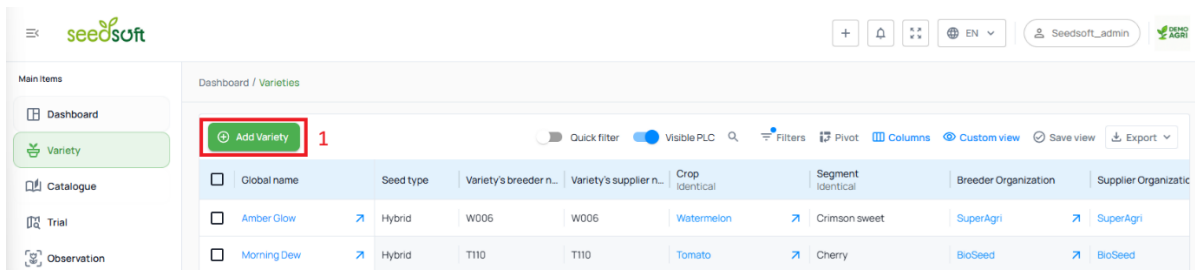 seedsoft
EN
Seedsoft_admin
DEMO AGRI
Main Items
Dashboard / Varieties
Dashboard
Add Variety
1
Quick filter
Visible PLC
Filters
Pivot
Columns
Custom view
Save view
Export
Variety
Global name
Seed type
Variety's breeder n...
Variety's supplier n...
Crop
Identical
Segment
Identical
Breeder Organization
Supplier Organizatio
Catalogue
Trial
Amber Glow
Hybrid
W006
W006
Watermelon
Crimson sweet
SuperAgri
SuperAgri
Observation
Morning Dew
Hybrid
T110
T110
Tomato
Cherry
BioSeed
BioSeed